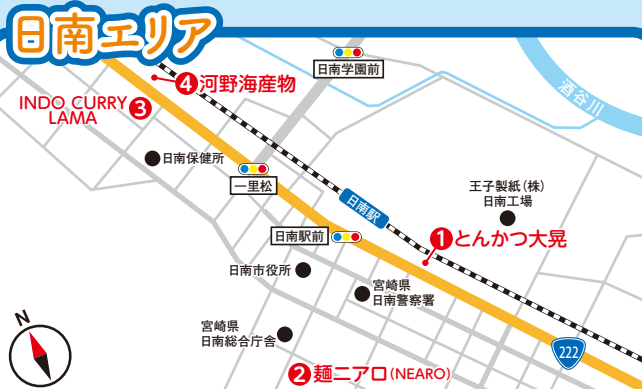 日南エリア
日南学園前
酒谷川
4 河野海産物
INDO CURRY
LAMA 3
日南保健所
一里松
王子製紙(株)
日南工場
日南駅
日南駅前
1 とんかつ大晃
日南市役所
宮崎県
日南警察署
宮崎県
日南総合庁舎
N
222
2 麺ニアロ(NEARO)